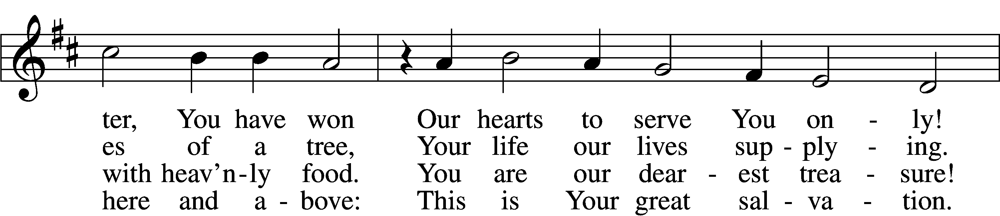 ter, You have won Our hearts to serve You on - ly!
es of a tree, Your life our lives sup - ply - ing.
with heav’n-ly food. You are our dear - est trea - sure!
here and a - bove: This is Your great sal - va - tion.